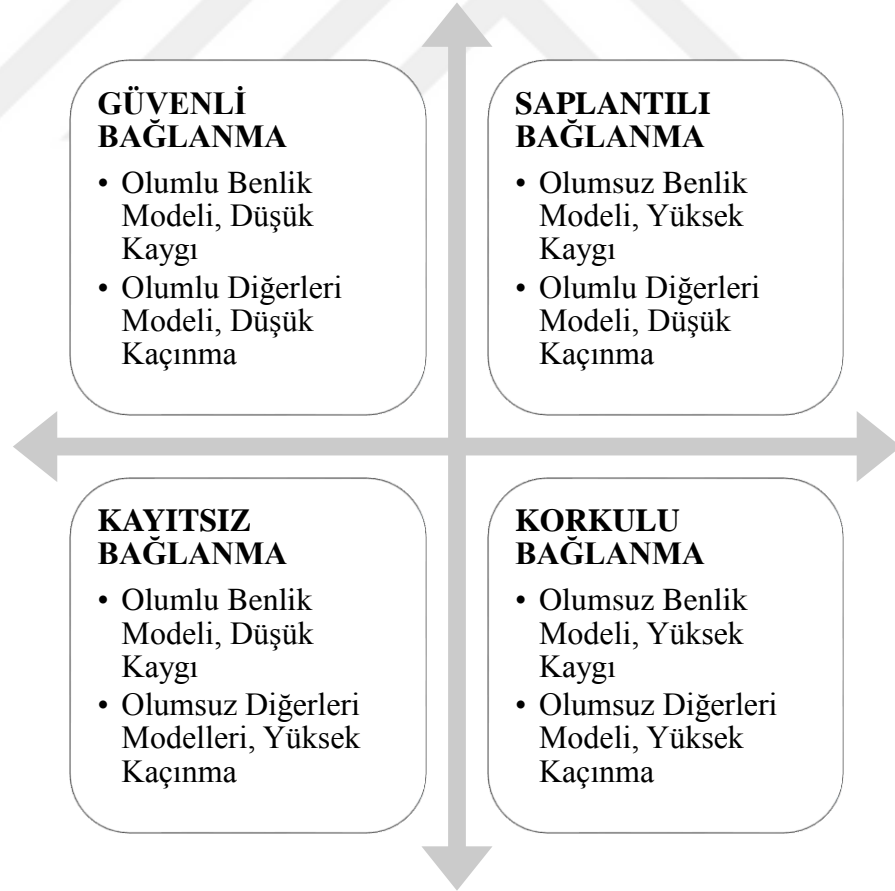 GÜVENLİ
BAĞLANMA
• Olumlu Benlik
Modeli, Düşük
Kaygı
• Olumlu Diğerleri
Modeli, Düşük
Kaçınma
SAPLANTILI
BAĞLANMA
• Olumsuz Benlik
Modeli, Yüksek
Kaygı
• Olumlu Diğerleri
Modeli, Düşük
Kaçınma
KAYITSIZ
BAĞLANMA
• Olumlu Benlik
Modeli, Düşük
Kaygı
• Olumsuz Diğerleri
Modelleri, Yüksek
Kaçınma
KORKULU
BAĞLANMA
• Olumsuz Benlik
Modeli, Yüksek
Kaygı
• Olumsuz Diğerleri
Modeli, Yüksek
Kaçınma